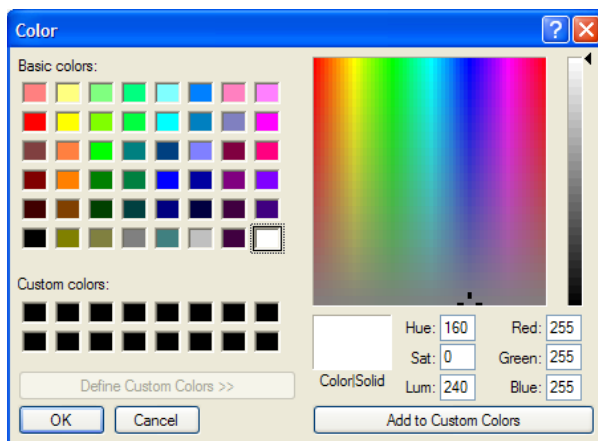 Color
Basic colors:
Custom colors:
Define Custom Colors >>
OK
Cancel
Color|Solid
Hue: 160
Sat: 0
Lum: 240
Red: 255
Green: 255
Blue: 255
Add to Custom Colors